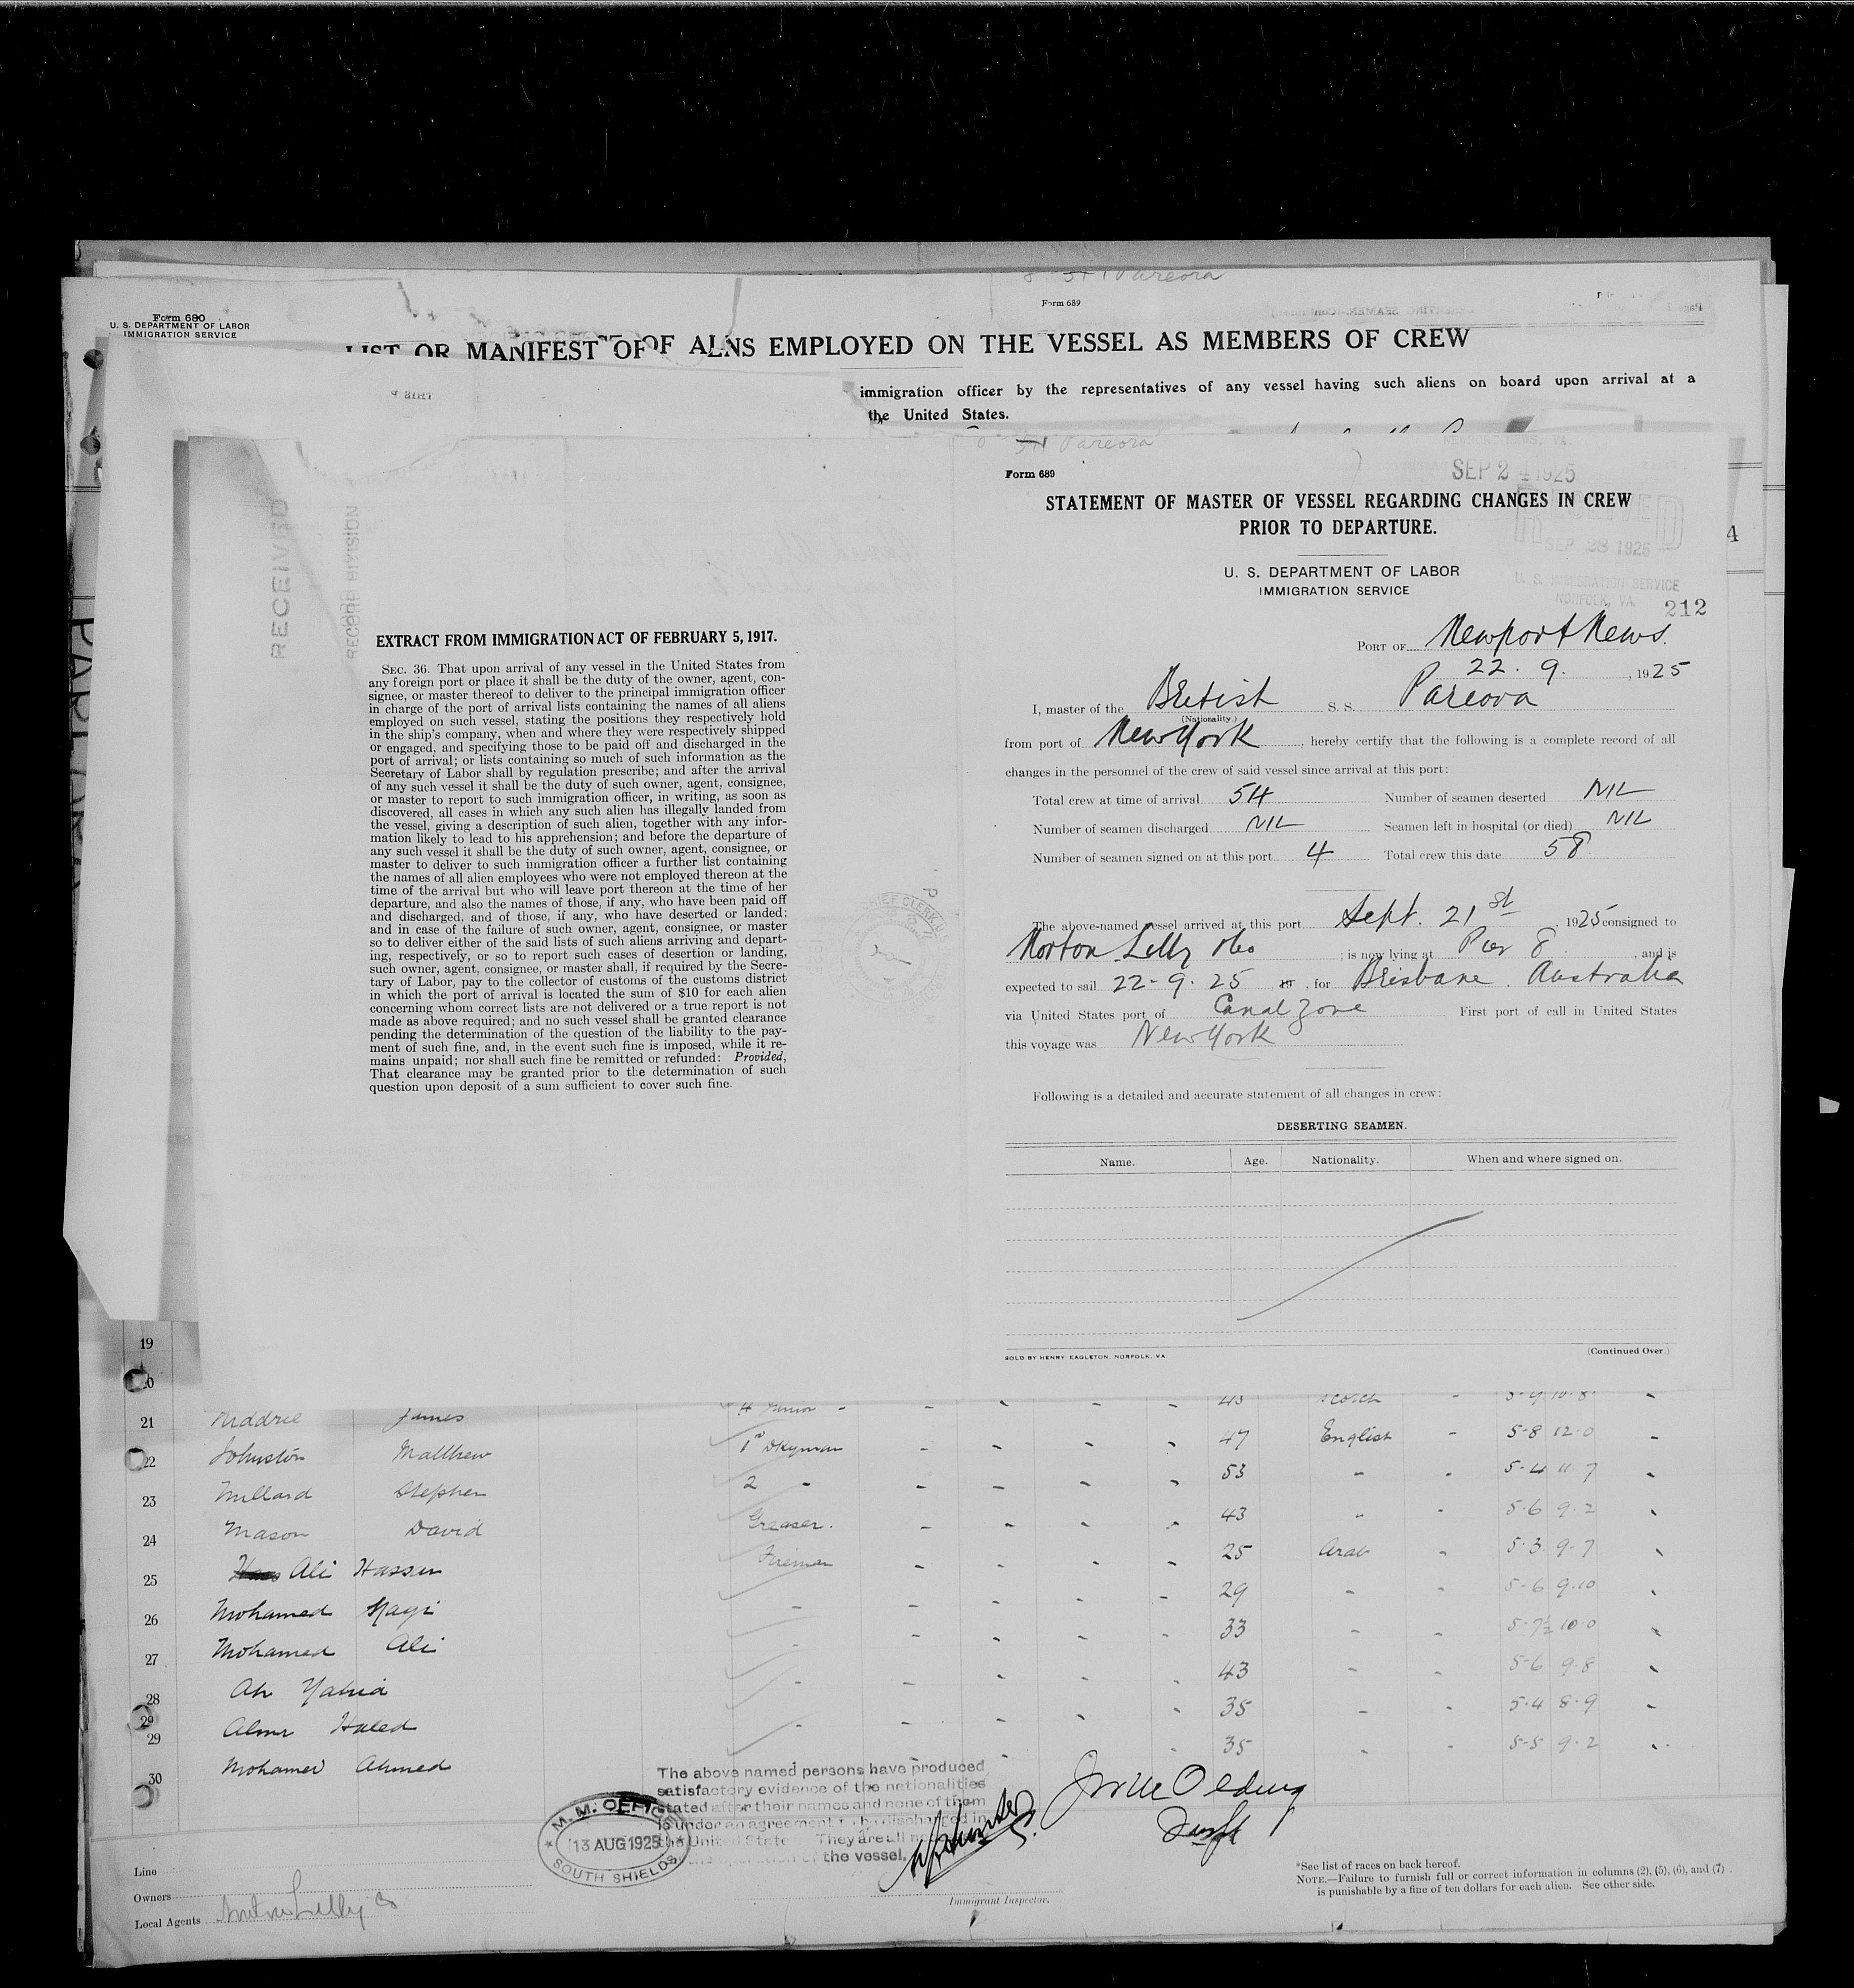 Form 689
Form 680
U. S. DEPARTMENT OF LABOR
IMMIGRATION SERVICE
LIST OR MANIFEST OF OF ALNS EMPLOYED ON THE VESSEL AS MEMBERS OF CREW
immigration officer by the representatives of any vessel having such aliens on board upon arrival at a
the United States.
RECEIVED
RECORD DIVISION
EXTRACT FROM IMMIGRATION ACT OF FEBRUARY 5, 1917.
SEC. 36. That upon arrival of any vessel in the United States from
any foreign port or place it shall be the duty of the owner, agent, con-
signee, or master thereof to deliver to the principal immigration officer
in charge of the port of arrival lists containing the names of all aliens
employed on such vessel, stating the positions they respectively hold
in the ship's company, when and where they were respectively shipped
or engaged, and specifying those to be paid off and discharged in the
port of arrival; or lists containing so much of such information as the
Secretary of Labor shall by regulation prescribe; and after the arrival
of any such vessel it shall be the duty of such owner, agent, consignee,
or master to report to such immigration officer, in writing, as soon as
discovered, all cases in which any such alien has illegally landed from
the vessel, giving a description of such alien, together with any infor-
mation likely to lead to his apprehension; and before the departure of
any such vessel it shall be the duty of such owner, agent, consignee, or
master to deliver to such immigration officer a further list containing
the names of all alien employees who were not employed thereon at the
time of the arrival but who will leave port thereon at the time of her
departure, and also the names of those, if any, who have been paid off
and discharged, and of those, if any, who have deserted or landed;
and in case of the failure of such owner, agent, consignee, or master
so to deliver either of the said lists of such aliens arriving and depart-
ing, respectively, or so to report such cases of desertion or landing,
such owner, agent, consignee, or master shall, if required by the Secre-
tary of Labor, pay to the collector of customs of the customs district
in which the port of arrival is located the sum of $10 for each alien
concerning whom correct lists are not delivered or a true report is not
made as above required; and no such vessel shall be granted clearance
pending the determination of the question of the liability to the pay-
ment of such fine, and, in the event such fine is imposed, while it re-
mains unpaid; nor shall such fine be remitted or refunded: Provided,
That clearance may be granted prior to the determination of such
question upon deposit of a sum sufficient to cover such fine.
Pareora
Form 689
SEP 24 1925
STATEMENT OF MASTER OF VESSEL REGARDING CHANGES IN CREW
PRIOR TO DEPARTURE.
RECEIVED
SEP 23 1925
U. S. IMMIGRATION SERVICE
NORFOLK, VA.
U. S. DEPARTMENT OF LABOR
IMMIGRATION SERVICE
212
PORT OF Newport News.
22. 9. , 1925
I, master of the British S. S. Pareora
(Nationality.)
from port of New York , hereby certify that the following is a complete record of all
changes in the personnel of the crew of said vessel since arrival at this port:
Total crew at time of arrival 54 Number of seamen deserted NIL
Number of seamen discharged NIL Seamen left in hospital (or died) NIL
Number of seamen signed on at this port 4 Total crew this date 58
The above-named vessel arrived at this port Sept. 21st , 1925 consigned to
Norton Lilly &Co ; is now lying at Pier 8 , and is
expected to sail 22-9. 25 , 19 , for Brisbane. Australia
via United States port of Canal Zone First port of call in United States
this voyage was New York
Following is a detailed and accurate statement of all changes in crew:
DESERTING SEAMEN.
Name. Age. Nationality. When and where signed on.
SOLD BY HENRY EAGLETON, NORFOLK, VA
(Continued Over.)
19
20
21 Niddrie James 4 Junior - - - - - 43 Scotch - 5-9 10-8 -
22 Johnston Matthew 1st Dkyman - - - - 47 English - 5-8 12-0 -
23 Millard Stephen 2 - - - - - 53 " - 5-4 11-7 -
24 Mason David Greaser. - - - - 43 " - 5-6 9-2 -
25 Ali Hassan Fireman - - - - 25 Arab - 5-3 9-7 -
26 Mohamed Nagi - - - - - 29 - - 5-6 9-10 -
27 Mohamed Ali - - - - - 33 - - 5-7½ 10-0 -
28 - - - - - 43 - - 5-6 9-8 -
29 - - - - - 35 - - 5-4 8-9 -
30 Mohamed Ahmed 35 - - 5-5 9-2 -
The above named persons have produced
satisfactory evidence of the nationalities
stated after their names and none of them
is under an agreement to be discharged in
the United States They are all
the vessel.
M. M. OFFICE
13 AUG 1925
SOUTH SHIELDS
Line
Owners
Local Agents Norton Lilly Co
Immigrant Inspector.
*See list of races on back hereof.
NOTE.—Failure to furnish full or correct information in columns (2), (5), (6), and (7)
is punishable by a fine of ten dollars for each alien. See other side.